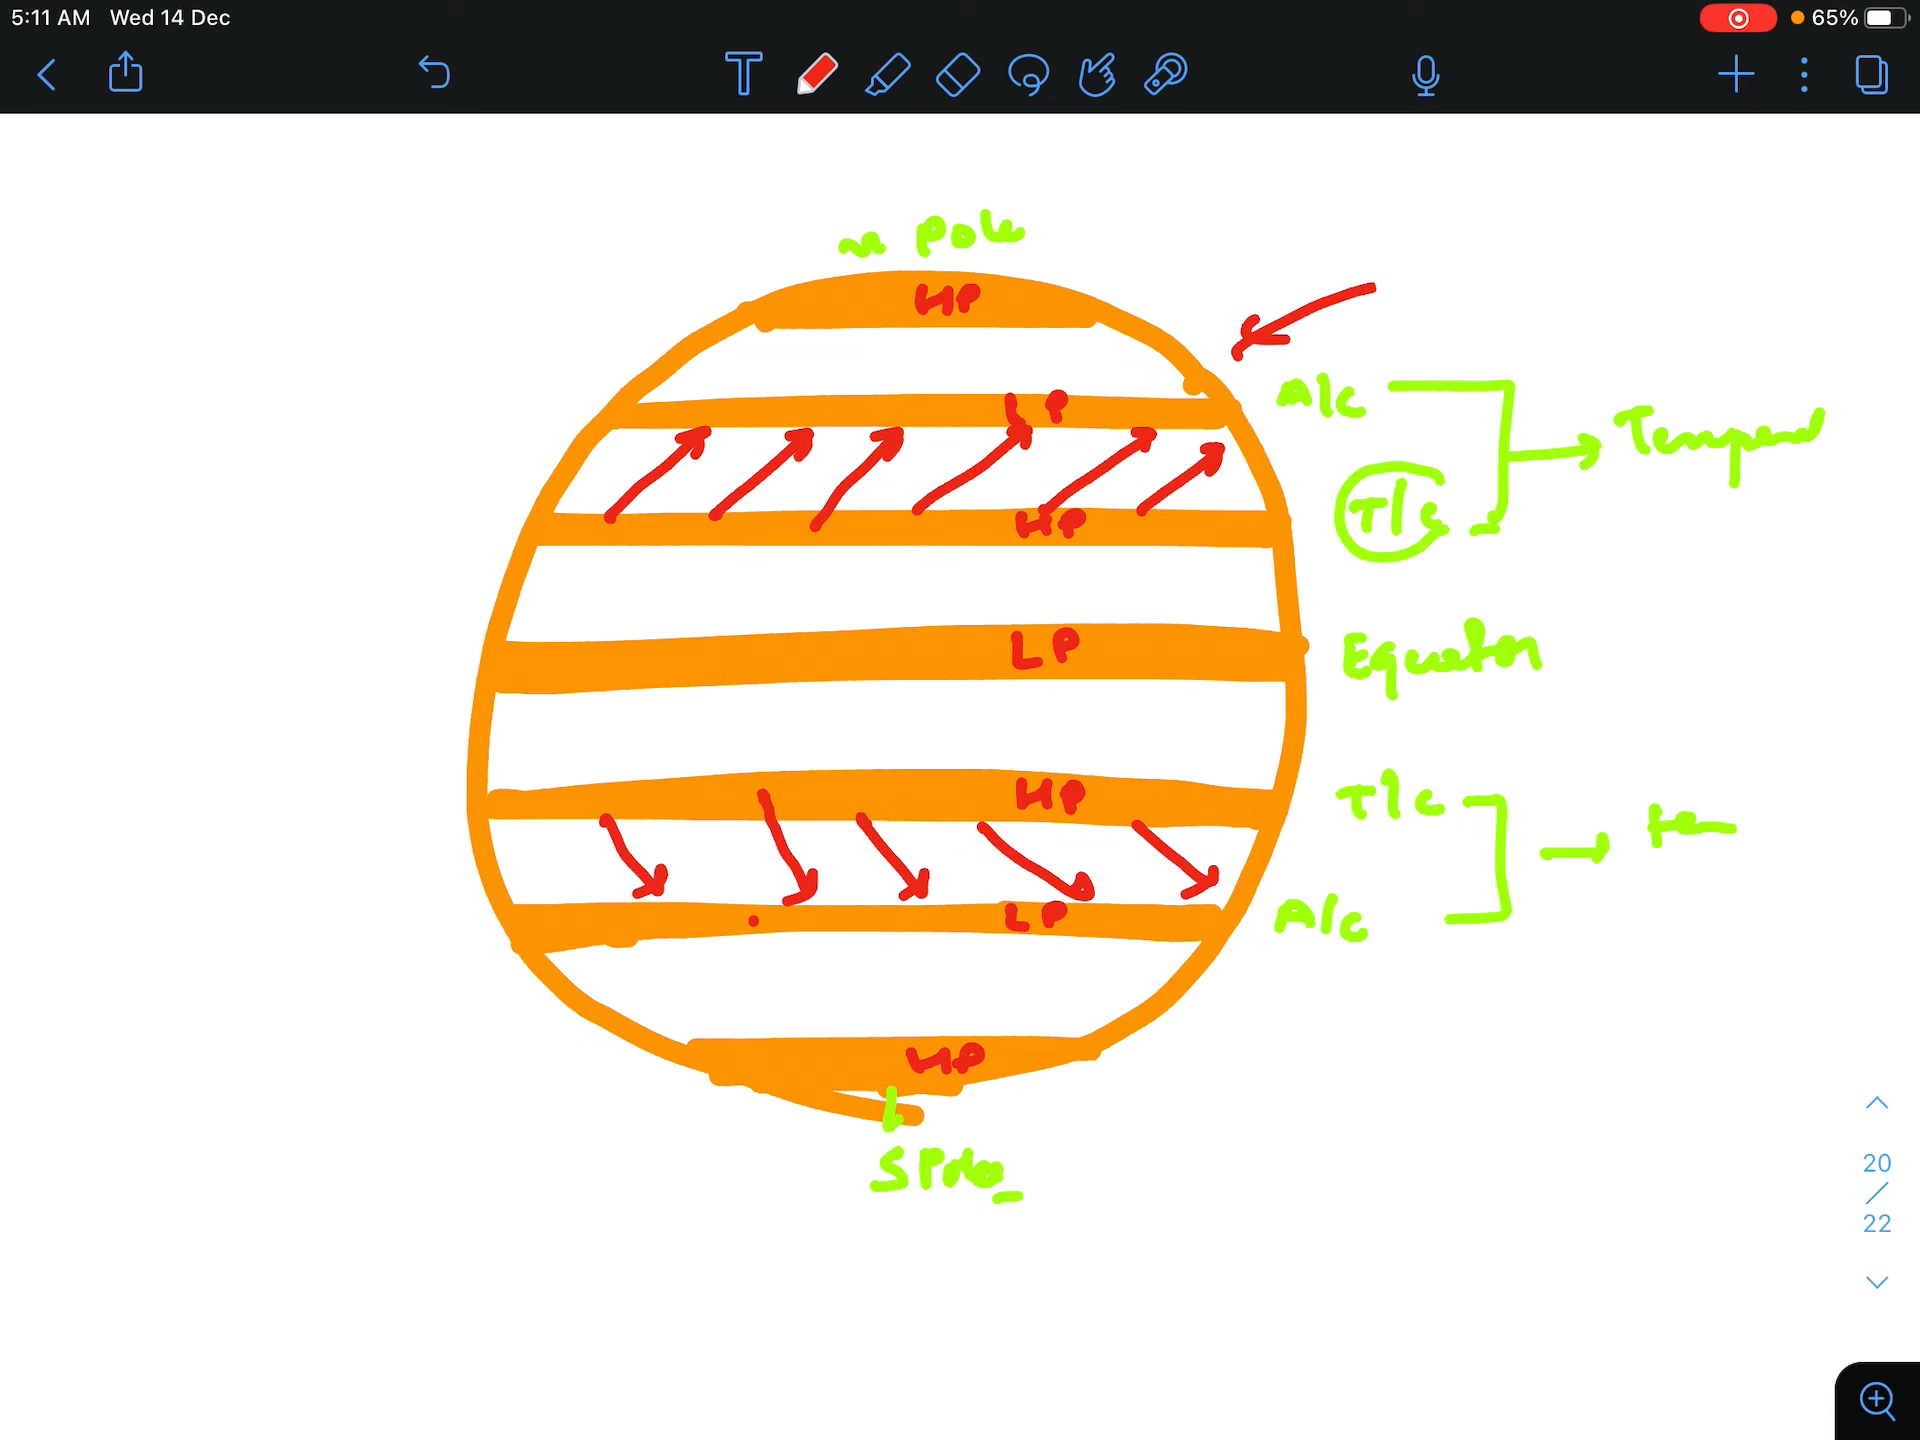 5:11 AM Wed 14 Dec
65%
T
Pole
HP
LP
A/C
T/C
HP
LP
Equator
HP
T/C
LP
A/C
HP
S Pole
20
/
22